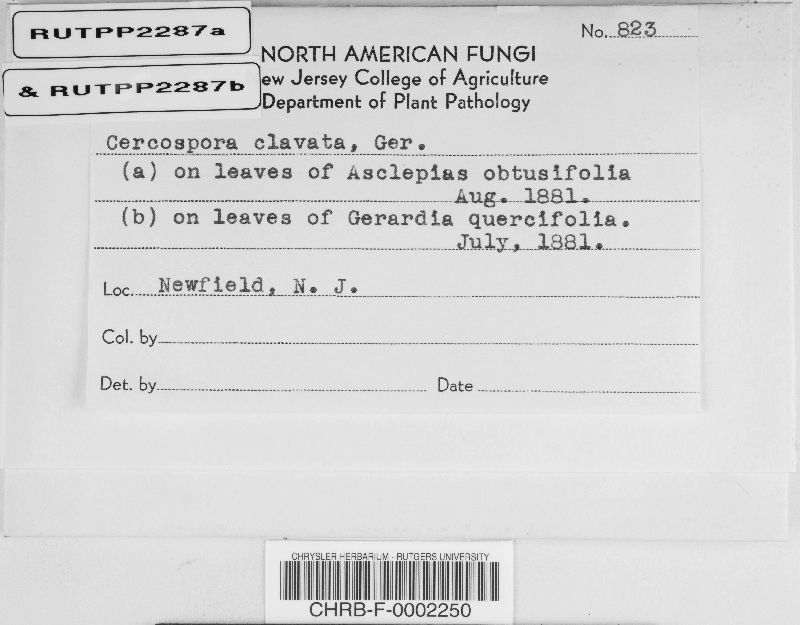 RUTPP2287a
& RUTPP2287b
No. 823
NORTH AMERICAN FUNGI
ew Jersey College of Agriculture
Department of Plant Pathology
Cercospora clavata, Ger.
(a) on leaves of Asclepias obtusifolia
Aug. 1881.
(b) on leaves of Gerardia quercifolia.
July, 1881.
Loc. Newfield, N. J.
Col. by
Det. by Date
CHRYSLER HERBARIUM - RUTGERS UNIVERSITY
CHRB-F-0002250